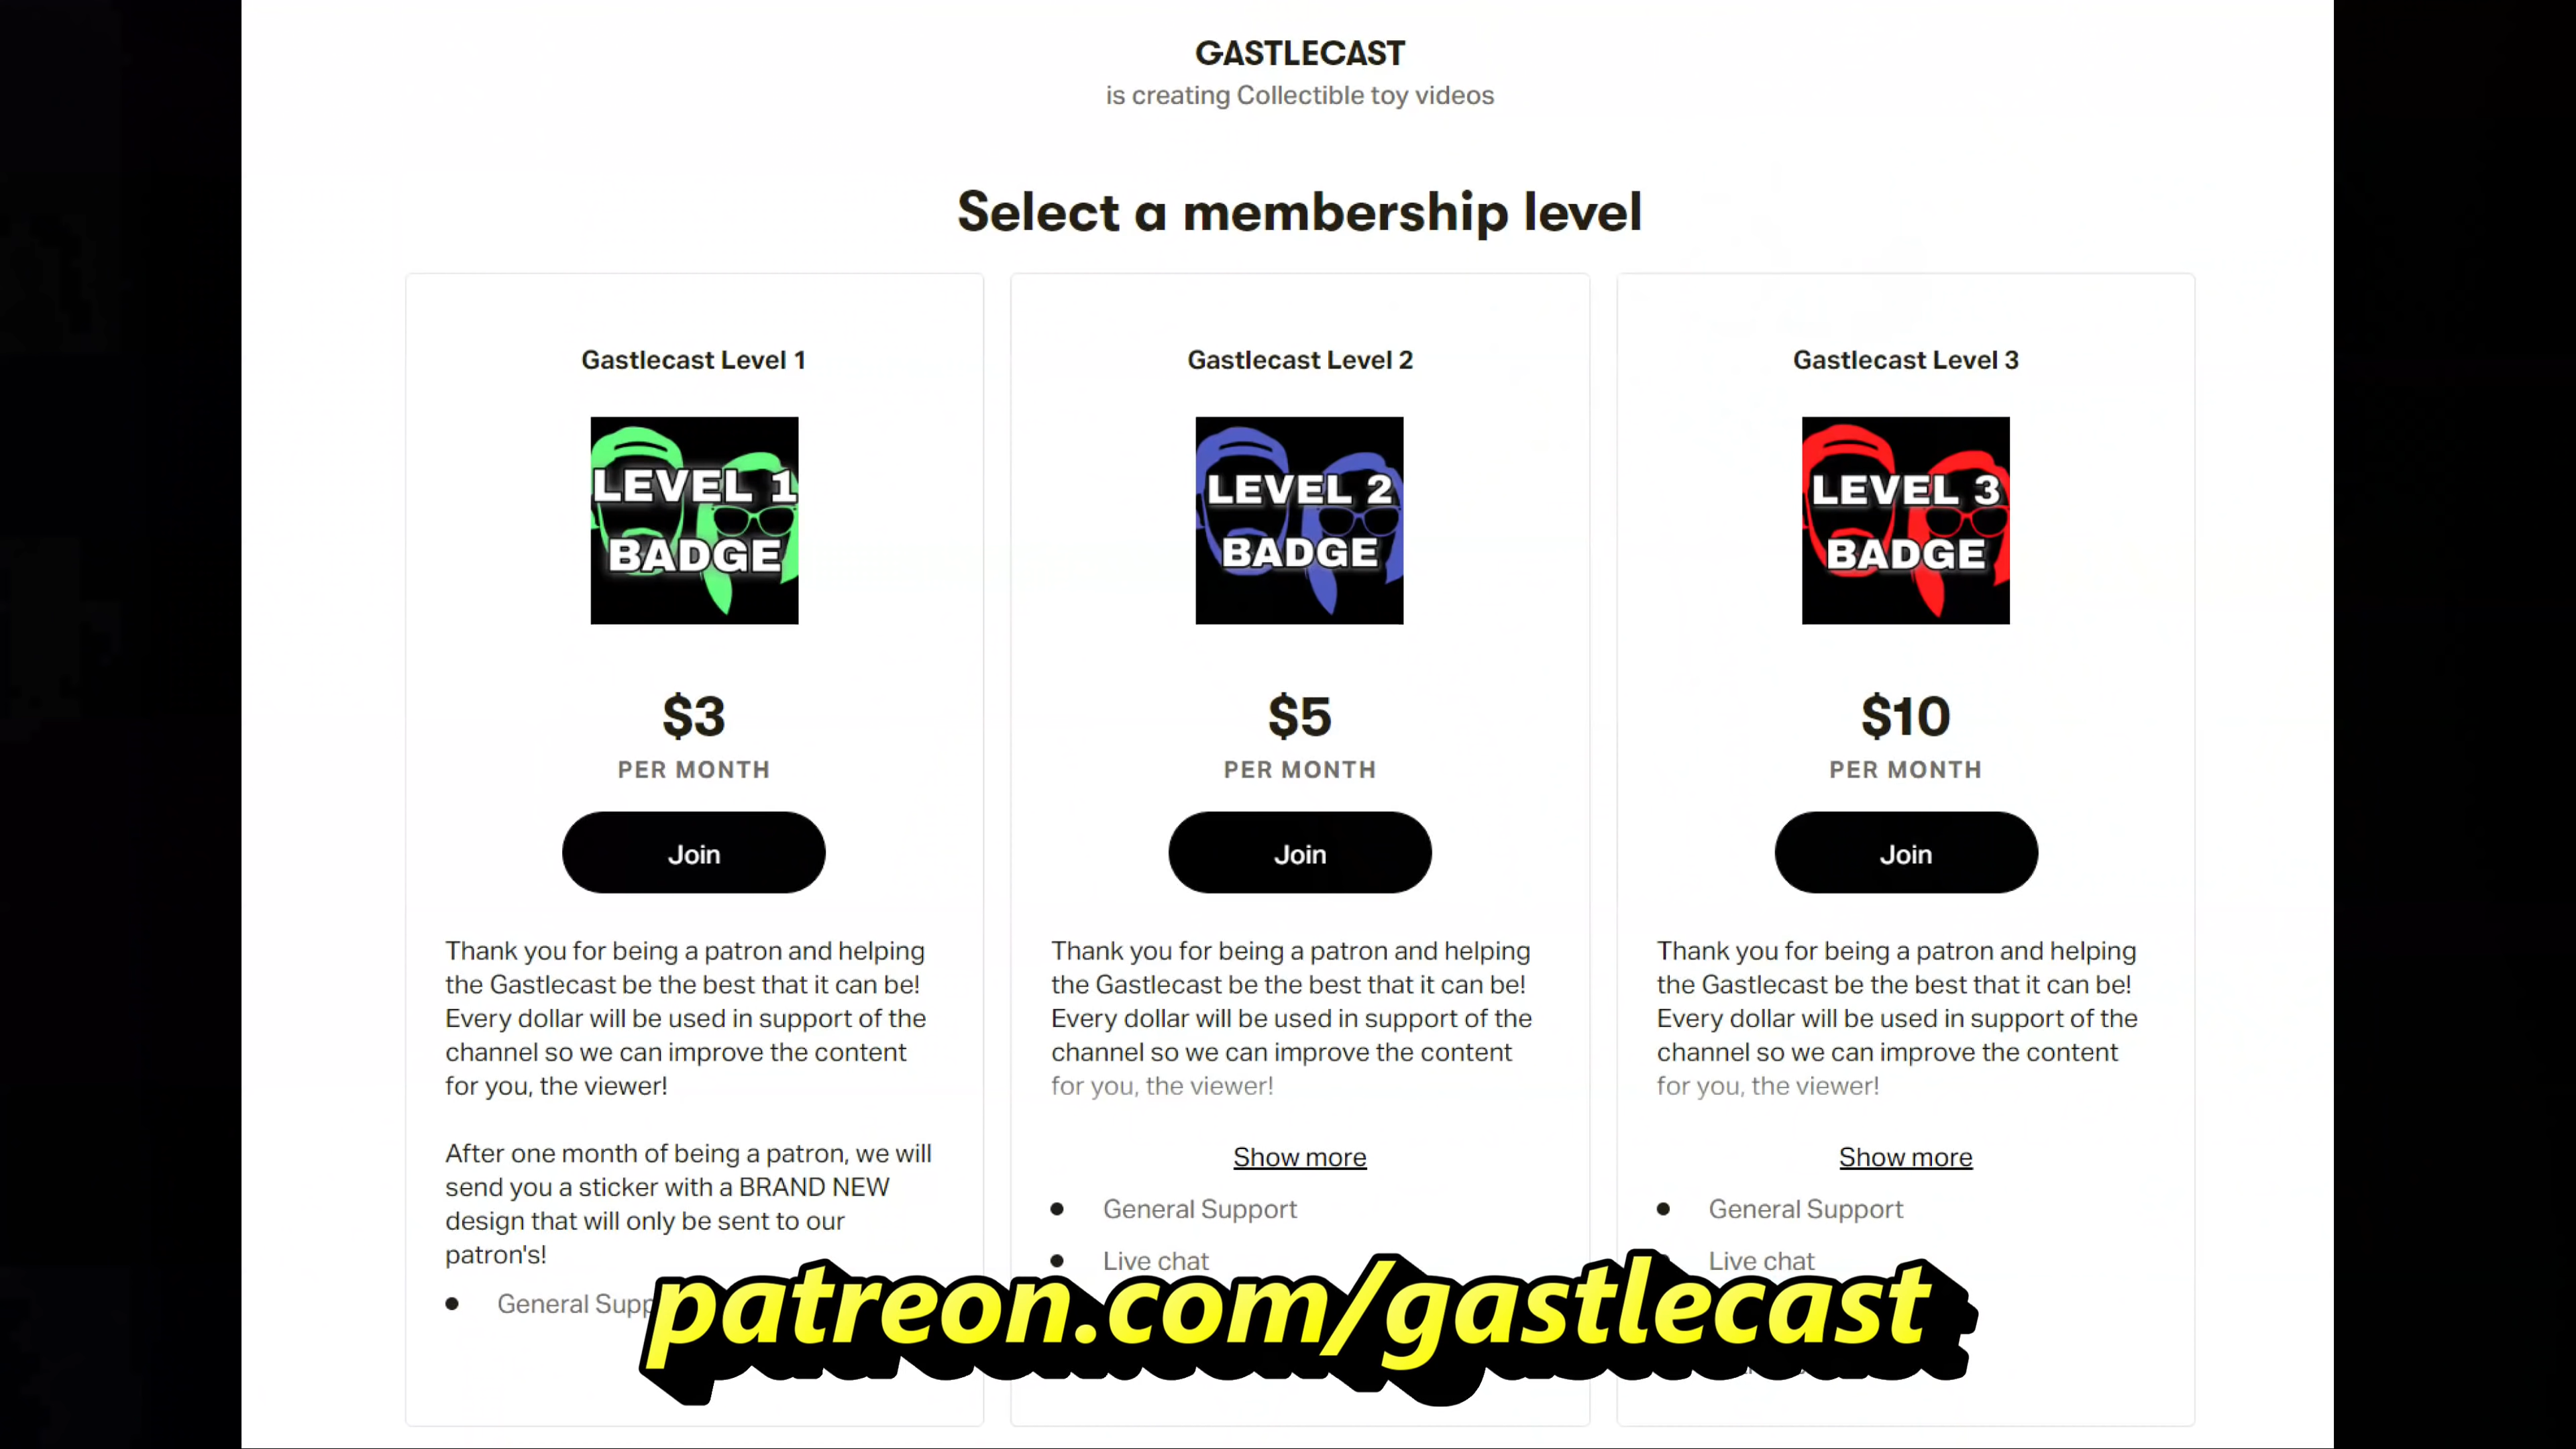 GASTLECAST
is creating Collectible toy videos
Select a membership level
Gastlecast Level 1
LEVEL 1
BADGE
$3
PER MONTH
Join
Thank you for being a patron and helping
the Gastlecast be the best that it can be!
Every dollar will be used in support of the
channel so we can improve the content
for you, the viewer!
After one month of being a patron, we will
send you a sticker with a BRAND NEW
design that will only be sent to our
patron's!
General
Gastlecast Level 2
LEVEL 2
BADGE
$5
PER MONTH
Join
Thank you for being a patron and helping
the Gastlecast be the best that it can be!
Every dollar will be used in support of the
channel so we can improve the content
for you, the viewer!
Show more
General Support
Live chat
Gastlecast Level 3
LEVEL 3
BADGE
$10
PER MONTH
Join
Thank you for being a patron and helping
the Gastlecast be the best that it can be!
Every dollar will be used in support of the
channel so we can improve the content
for you, the viewer!
Show more
General Support
Live chat
patreon.com/gastlecast